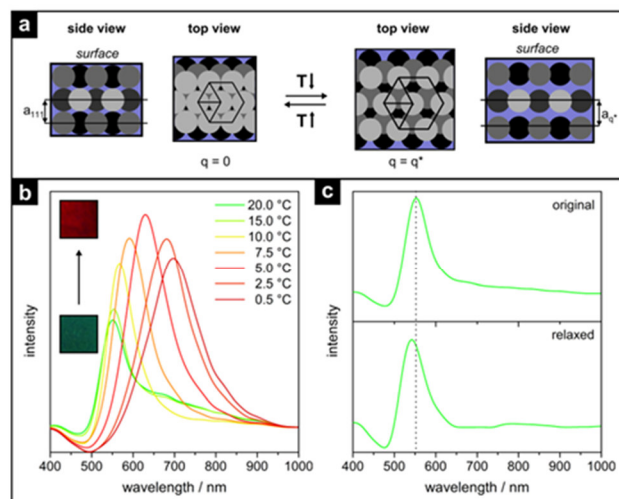 a
side view
top view
top view
side view
surface
surface
a111
T↓
T↑
aq*
q = 0
q = q*
b
20.0 °C
15.0 °C
10.0 °C
7.5 °C
5.0 °C
2.5 °C
0.5 °C
intensity
400 500 600 700 800 900 1000
wavelength / nm
c
original
relaxed
intensity
400 500 600 700 800 900 1000
wavelength / nm